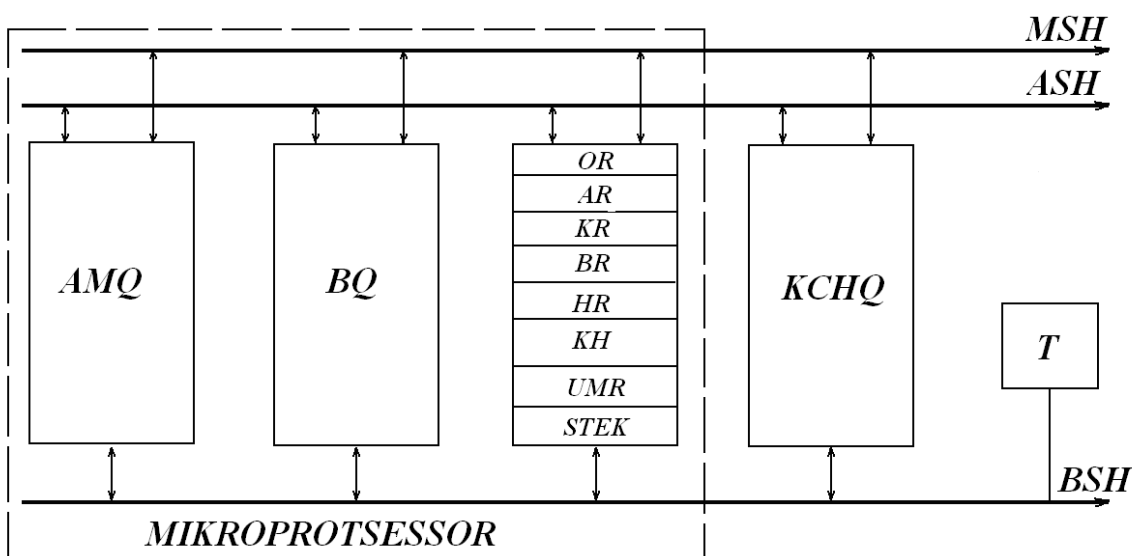 MSH
ASH
AMQ
BQ
OR
AR
KR
BR
HR
KH
UMR
STEK
KCHQ
T
BSH
MIKROPROTSESSOR